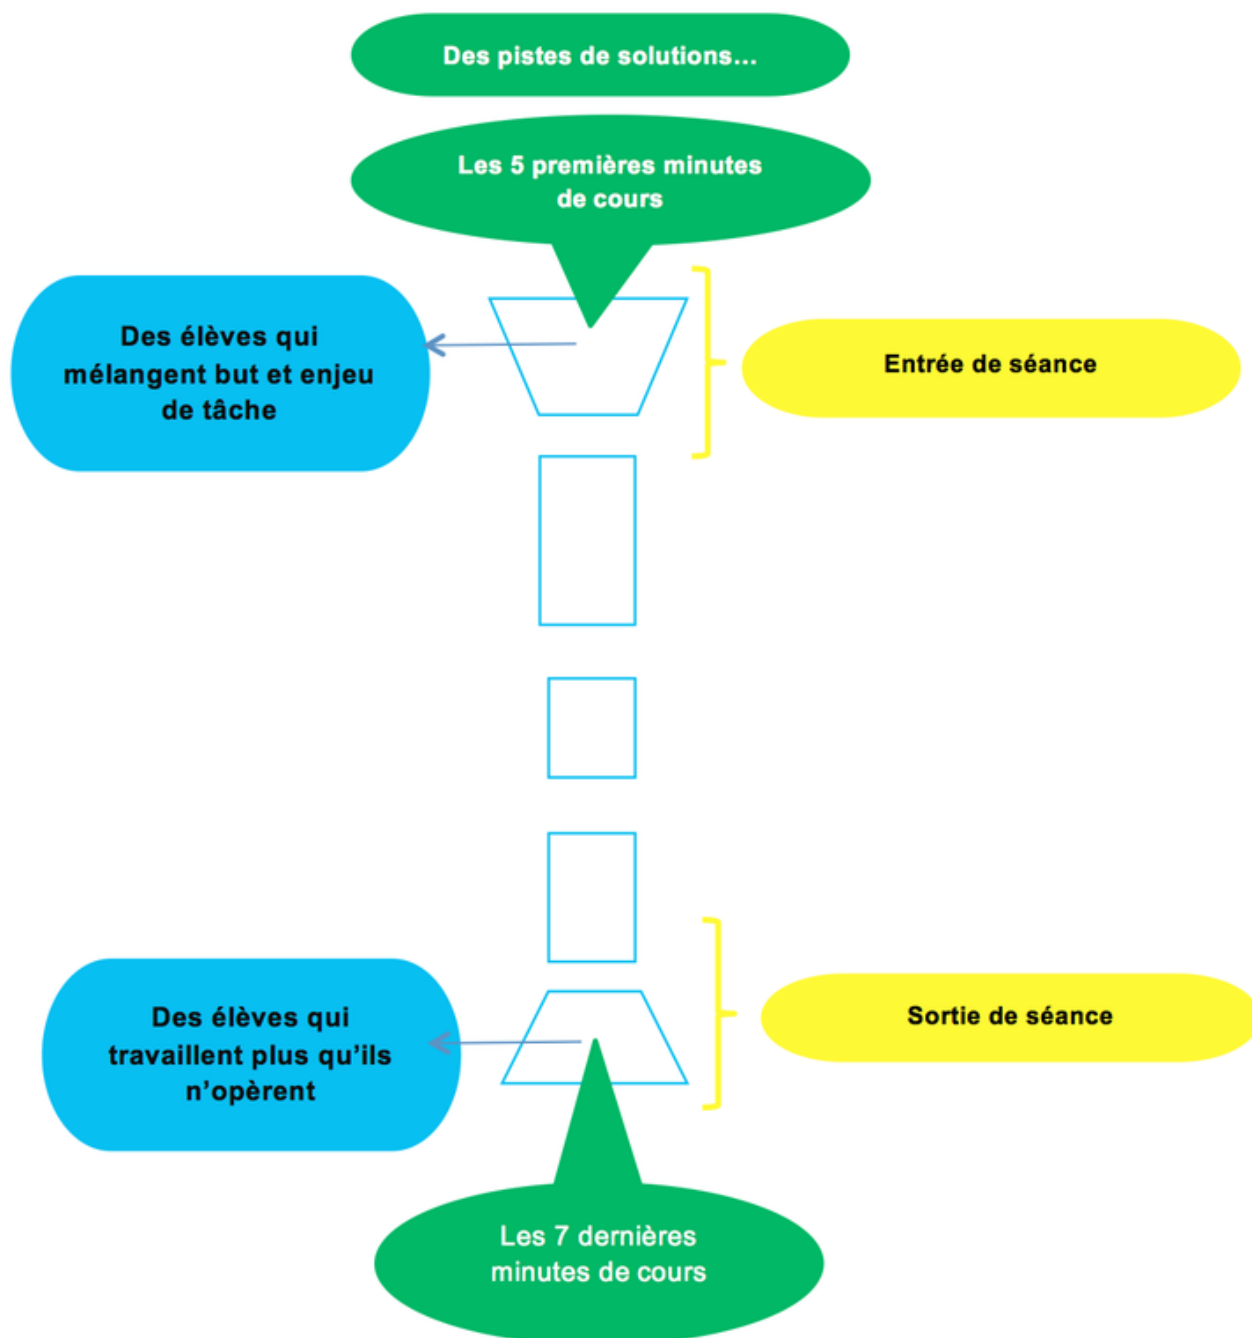 Des pistes de solutions…
Les 5 premières minutes
de cours
Des élèves qui
mélangent but et enjeu
de tâche
Entrée de séance
Des élèves qui
travaillent plus qu’ils
n’opèrent
Sortie de séance
Les 7 dernières
minutes de cours